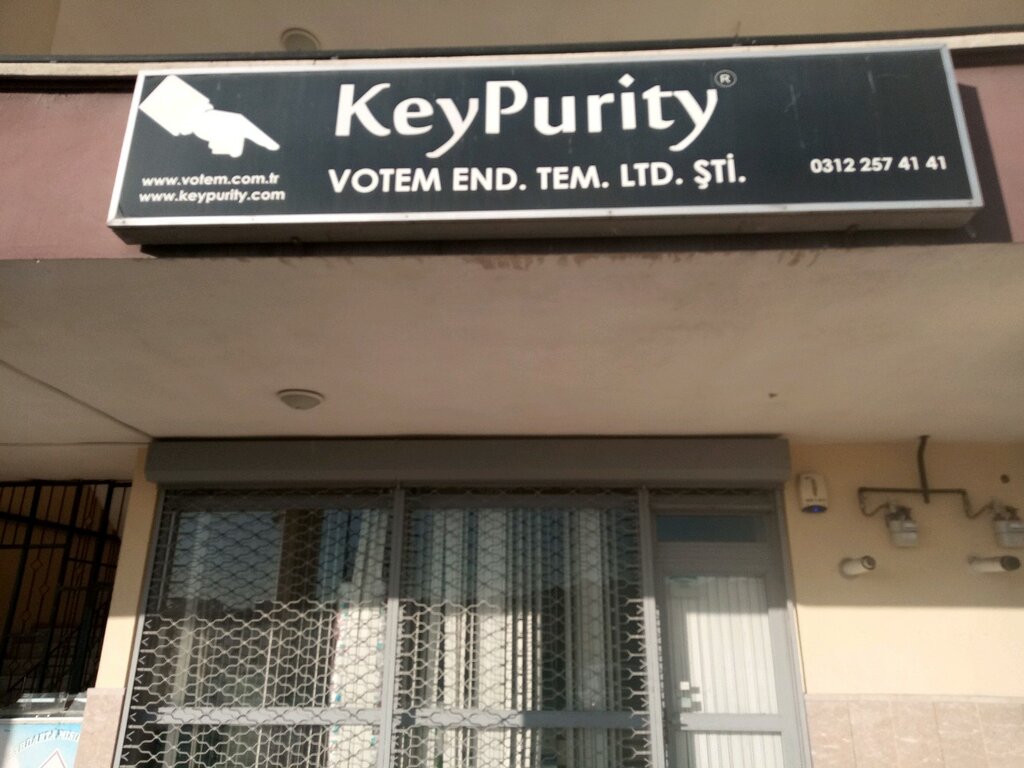 KeyPurity®
VOTEM END. TEM. LTD. ŞTİ.
www.votem.com.tr
www.keypurity.com
0312 257 41 41